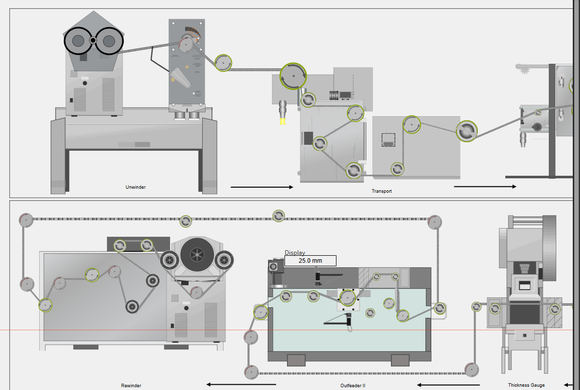 Unwinder
Transport
Display
25.0 mm
Rewinder
Outfeeder II
Thickness Gauge